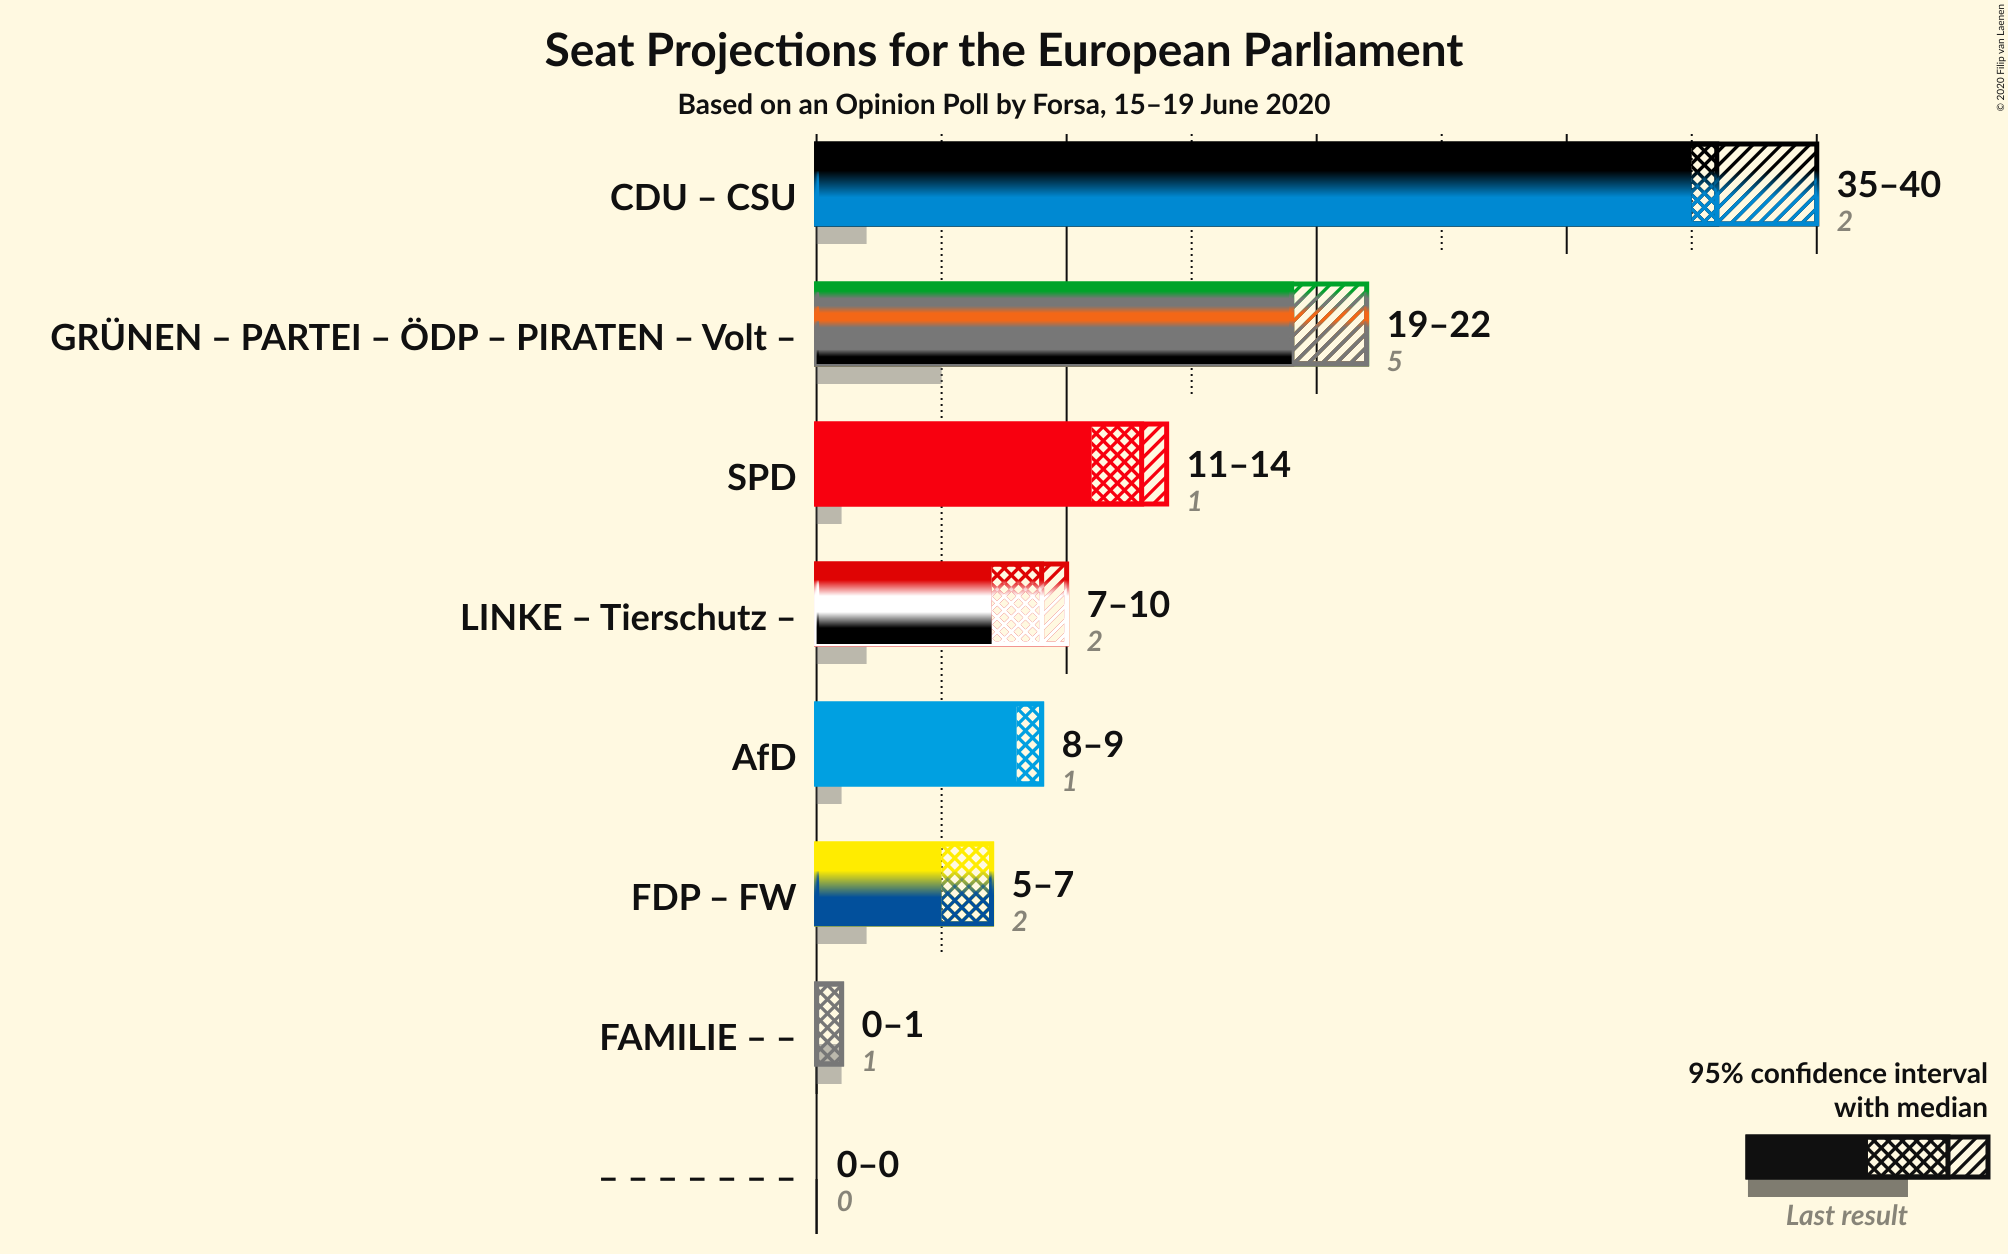 Seat Projections for the European Parliament
Based on an Opinion Poll by Forsa, 15–19 June 2020
© 2020 Filip van Laenen
CDU – CSU
35–40
2
GRÜNEN – PARTEI – ÖDP – PIRATEN – Volt –
19–22
5
SPD
11–14
1
LINKE – Tierschutz –
7–10
2
AfD
8–9
1
FDP – FW
5–7
2
FAMILIE – –
0–1
1
– – – – – – –
0–0
0
95% confidence interval
with median
Last result